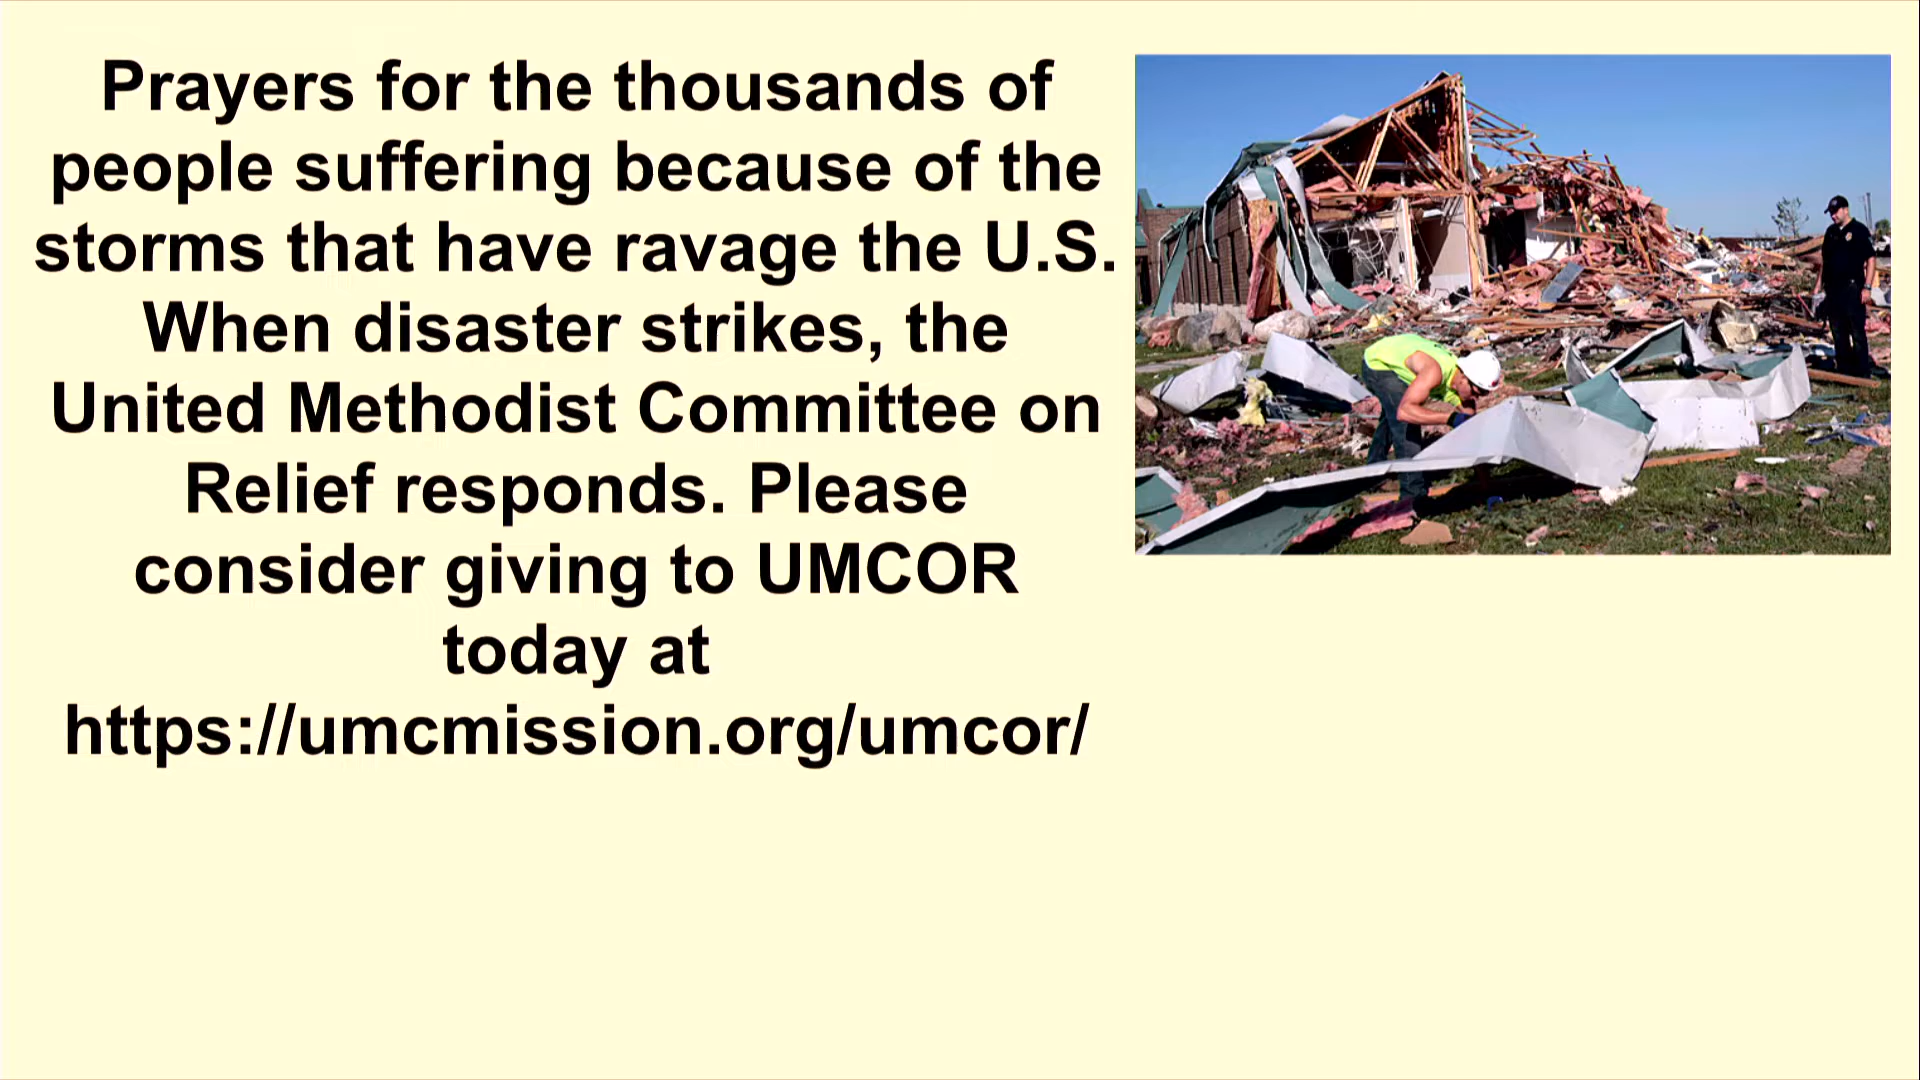 Prayers for the thousands of
people suffering because of the
storms that have ravage the U.S.
When disaster strikes, the
United Methodist Committee on
Relief responds. Please
consider giving to UMCOR
today at
https://umcmission.org/umcor/